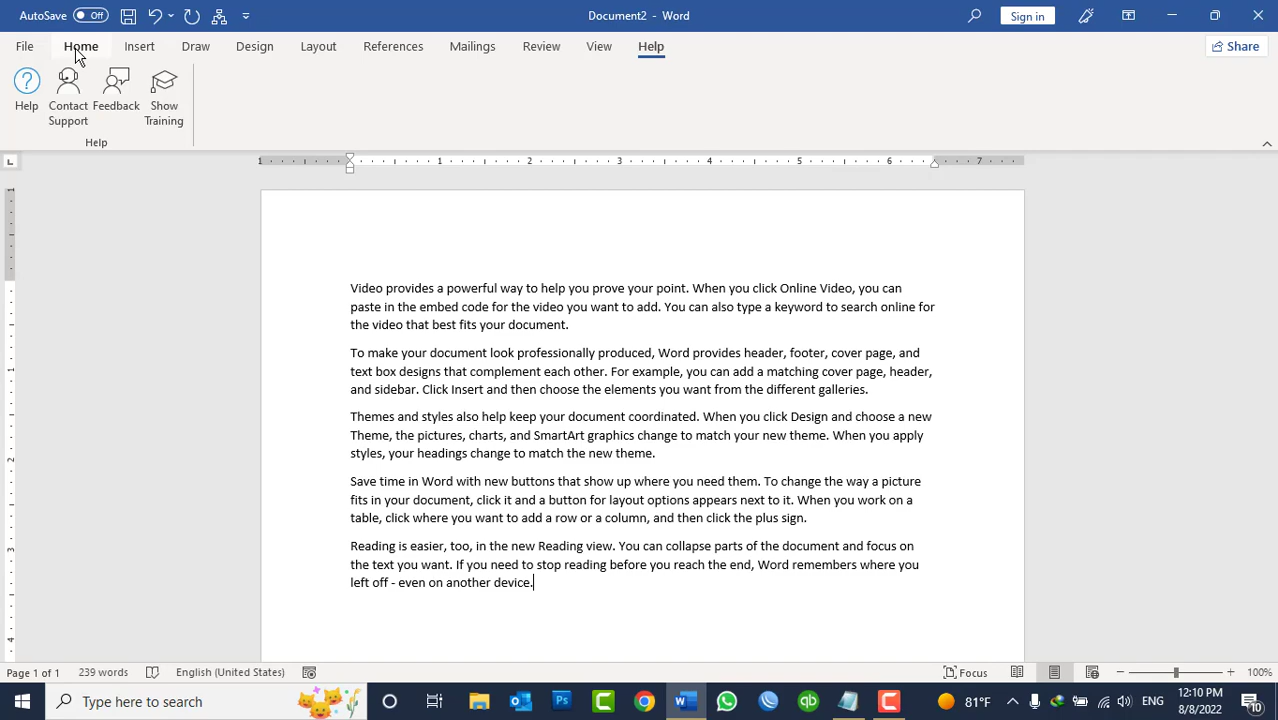 AutoSave Off Document2 - Word Sign in
File Home Insert Draw Design Layout References Mailings Review View Help Share
Help Contact Support Feedback Show Training
Help
1 1 2 3 4 5 6 7
Video provides a powerful way to help you prove your point. When you click Online Video, you can
paste in the embed code for the video you want to add. You can also type a keyword to search online for
the video that best fits your document.
To make your document look professionally produced, Word provides header, footer, cover page, and
text box designs that complement each other. For example, you can add a matching cover page, header,
and sidebar. Click Insert and then choose the elements you want from the different galleries.
Themes and styles also help keep your document coordinated. When you click Design and choose a new
Theme, the pictures, charts, and SmartArt graphics change to match your new theme. When you apply
styles, your headings change to match the new theme.
Save time in Word with new buttons that show up where you need them. To change the way a picture
fits in your document, click it and a button for layout options appears next to it. When you work on a
table, click where you want to add a row or a column, and then click the plus sign.
Reading is easier, too, in the new Reading view. You can collapse parts of the document and focus on
the text you want. If you need to stop reading before you reach the end, Word remembers where you
left off - even on another device.
1
1
2
3
4
Page 1 of 1 239 words English (United States) Focus 100%
Type here to search 81°F ENG 12:10 PM
8/8/2022 10